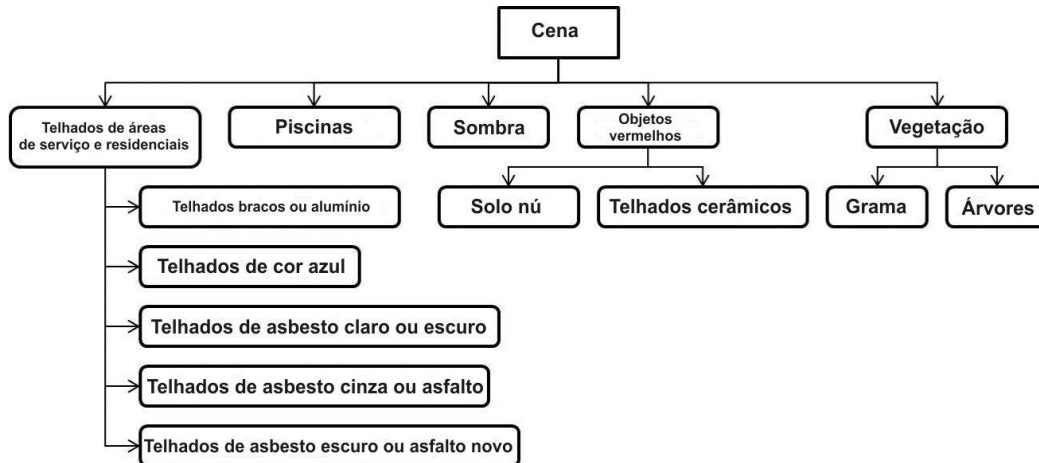 Cena
Telhados de áreas
de serviço e residenciais
Piscinas
Sombra
Objetos
vermelhos
Vegetação
Telhados bracos ou alumínio
Solo nú
Telhados cerâmicos
Grama
Árvores
Telhados de cor azul
Telhados de asbesto claro ou escuro
Telhados de asbesto cinza ou asfalto
Telhados de asbesto escuro ou asfalto novo